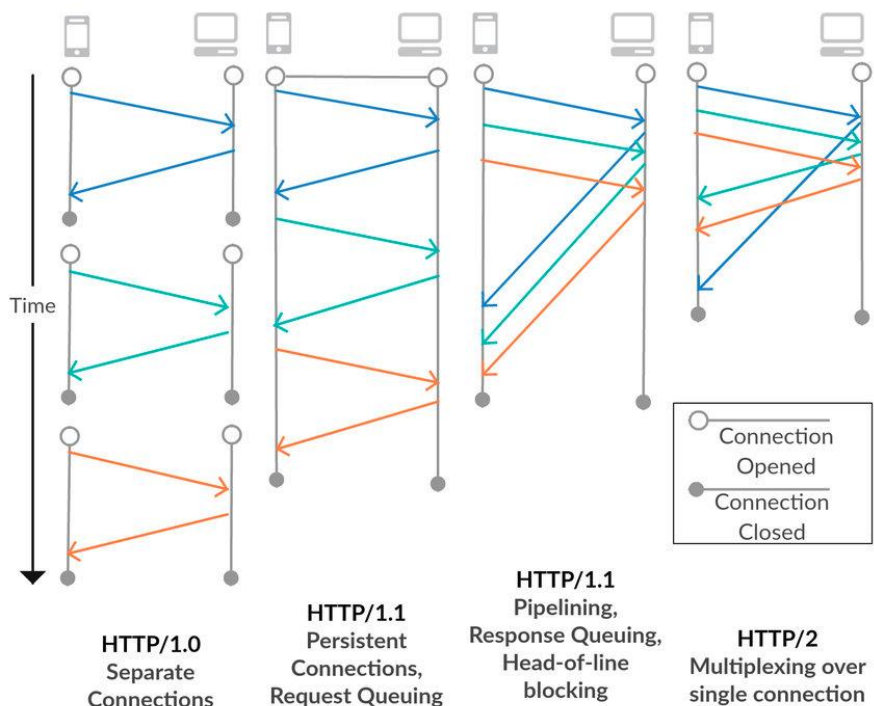 Time
Connection
Opened
Connection
Closed
HTTP/1.0
Separate
Connections
HTTP/1.1
Persistent
Connections,
Request Queuing
HTTP/1.1
Pipelining,
Response Queuing,
Head-of-line
blocking
HTTP/2
Multiplexing over
single connection